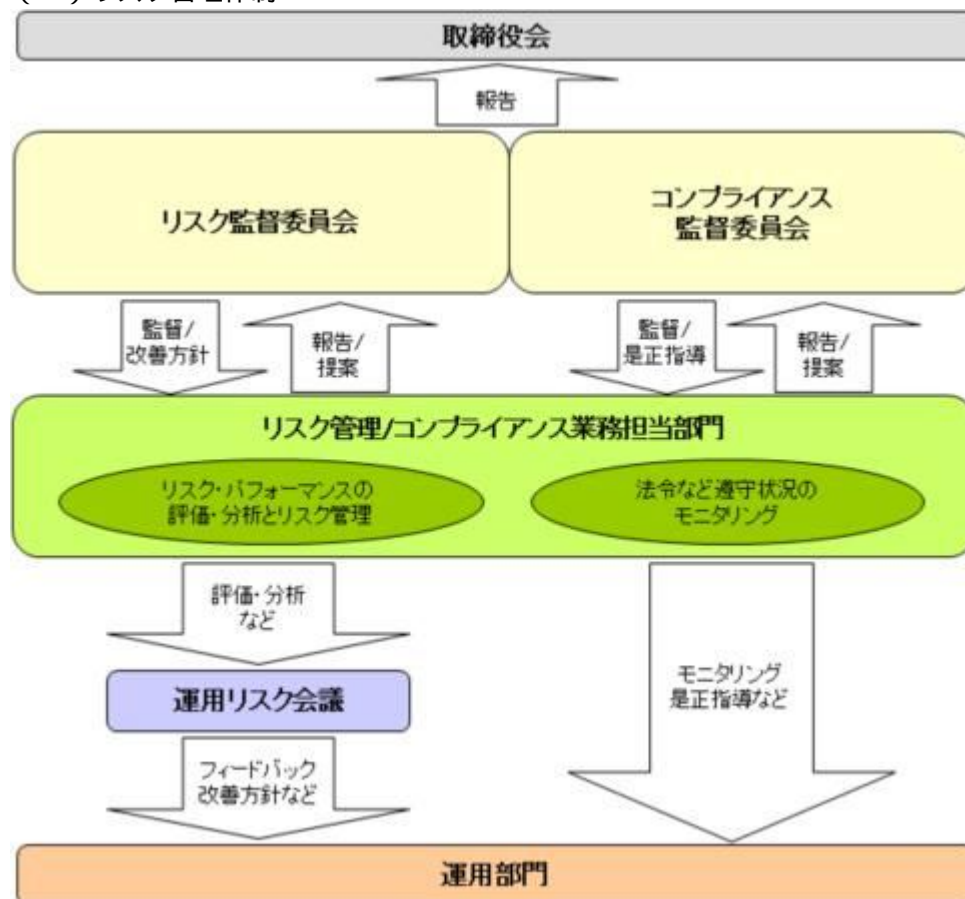 取締役会
報告
リスク監督委員会
コンプライアンス
監督委員会
監督/
改善方針
報告/
提案
監督/
是正指導
報告/
提案
リスク管理/コンプライアンス業務担当部門
リスク・パフォーマンスの
評価・分析とリスク管理
法令など遵守状況の
モニタリング
評価・分析
など
運用リスク会議
モニタリング
是正指導など
フィードバック
改善方針など
運用部門